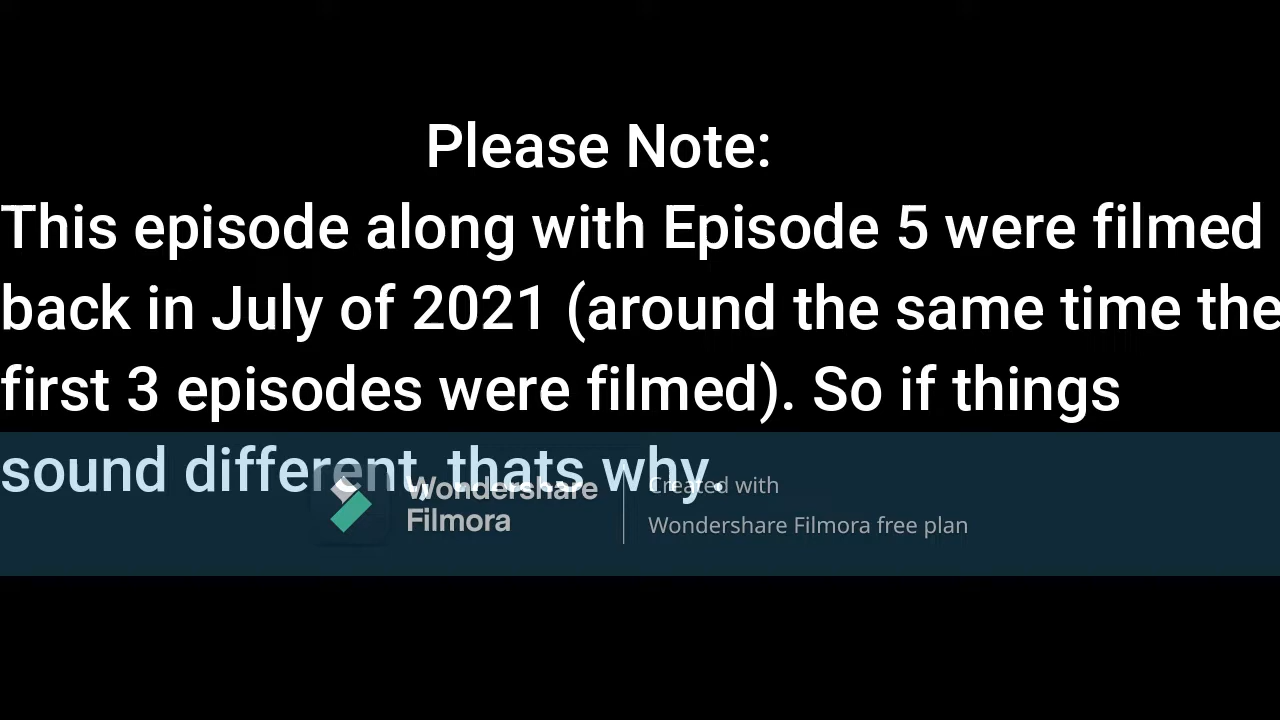 Please Note:
This episode along with Episode 5 were filmed
back in July of 2021 (around the same time the
first 3 episodes were filmed). So if things
sound different, thats why.
Wondershare
Filmora
Created with
Wondershare Filmora free plan